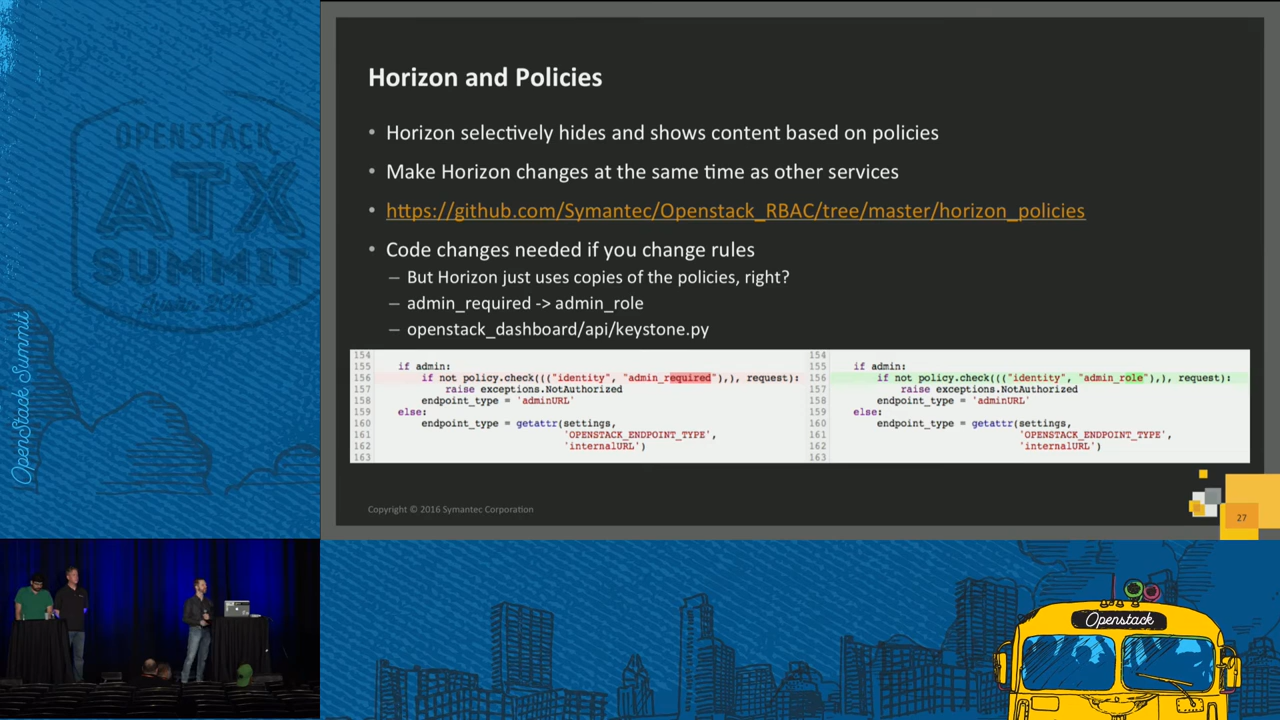 OPENSTACK
ATX
SUMMIT
Austin 2016
OpenStack Summit
Horizon and Policies
• Horizon selectively hides and shows content based on policies
• Make Horizon changes at the same time as other services
• https://github.com/Symantec/Openstack_RBAC/tree/master/horizon_policies
• Code changes needed if you change rules
– But Horizon just uses copies of the policies, right?
– admin_required -> admin_role
– openstack_dashboard/api/keystone.py
154
155 if admin:
156 if not policy.check((("identity", "admin_required"),), request):
157 raise exceptions.NotAuthorized
158 endpoint_type = 'adminURL'
159 else:
160 endpoint_type = getattr(settings,
161 'OPENSTACK_ENDPOINT_TYPE',
162 'internalURL')
163
154
155 if admin:
156 if not policy.check((("identity", "admin_role"),), request):
157 raise exceptions.NotAuthorized
158 endpoint_type = 'adminURL'
159 else:
160 endpoint_type = getattr(settings,
161 'OPENSTACK_ENDPOINT_TYPE',
162 'internalURL')
163
Copyright © 2016 Symantec Corporation
27
Openstack